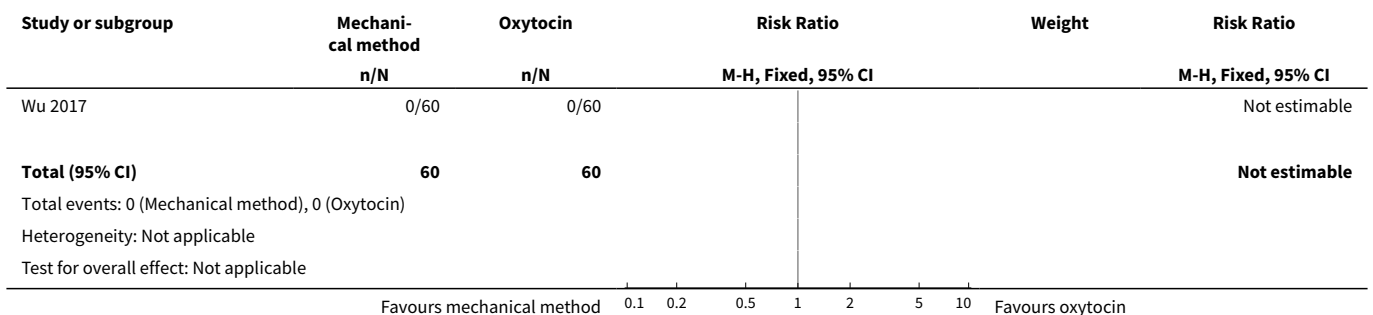 Study or subgroup Mechani- Oxytocin Risk Ratio Weight Risk Ratio
cal method
n/N n/N M-H, Fixed, 95% CI M-H, Fixed, 95% CI
Wu 2017 0/60 0/60 Not estimable
Total (95% CI) 60 60 Not estimable
Total events: 0 (Mechanical method), 0 (Oxytocin)
Heterogeneity: Not applicable
Test for overall effect: Not applicable
Favours mechanical method 0.1 0.2 0.5 1 2 5 10 Favours oxytocin